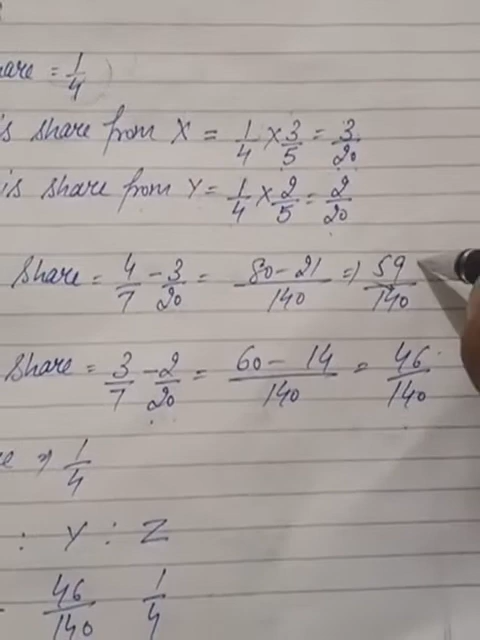 = 1/4
is share from X = 1/4 × 3/5 = 3/20
is share from Y = 1/4 × 2/5 = 2/20
share = 4/7 - 3/20 = 80 - 21/140 =) 59/140
share = 3/7 - 2/20 = 60 - 14/140 = 46/140
⇒ 1/4
: Y : Z
46/140 1/4